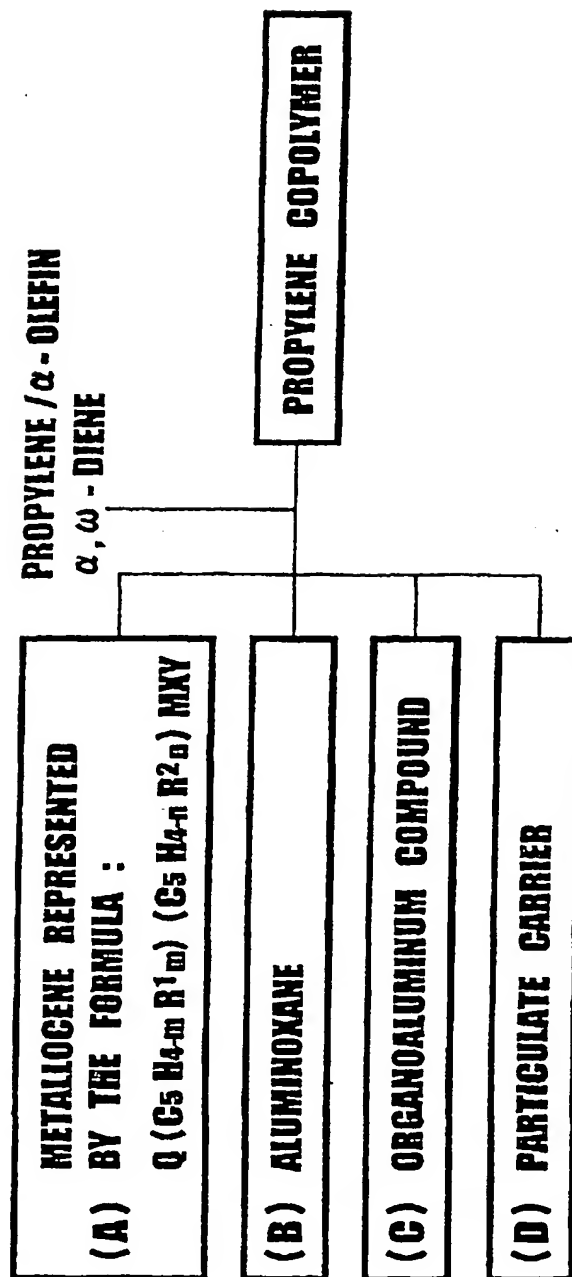 (A) METALLOCENE REPRESENTED
BY THE FORMULA :
Q (C5 H4-m R1m) (C5 H4-n R2n) MXY
(B) ALUMINOXANE
(C) ORGANOALUMINUM COMPOUND
(D) PARTICULATE CARRIER
PROPYLENE / α - OLEFIN
α , ω - DIENE
PROPYLENE COPOLYMER